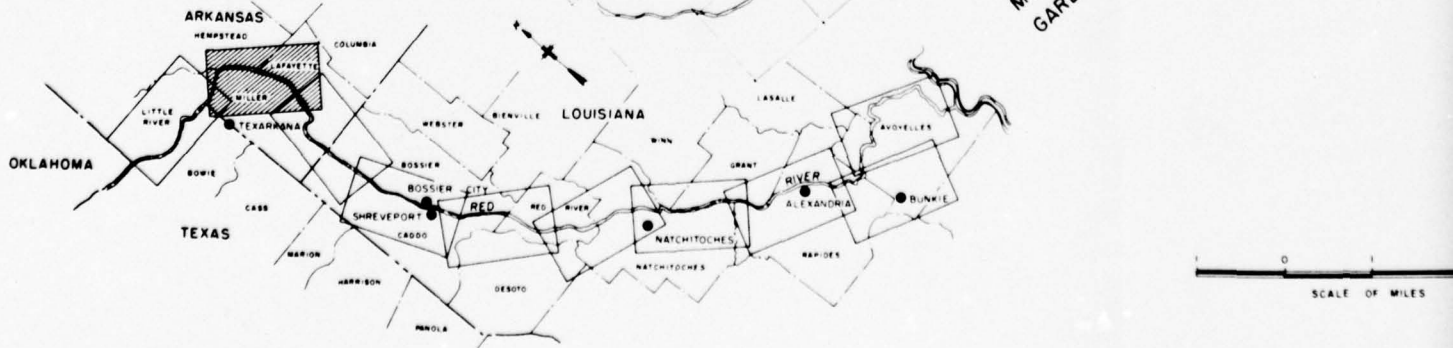 ARKANSAS
HEMPSTEAD
COLUMBIA
LAFAYETTE
MILLER
LITTLE
RIVER
TEXARKANA
OKLAHOMA
BOWIE
CASS
TEXAS
MARION
HARRISON
PANOLA
WEBSTER
BIENVILLE
LOUISIANA
BOSSIER
BOSSIER CITY
SHREVEPORT
CADDO
RED
RED
RIVER
DESOTO
WINN
LASALLE
GRANT
RIVER
AVOYELLES
ALEXANDRIA
BUNKIE
NATCHITOCHES
NATCHITOCHES
RAPIDES
1 0 1
SCALE OF MILES